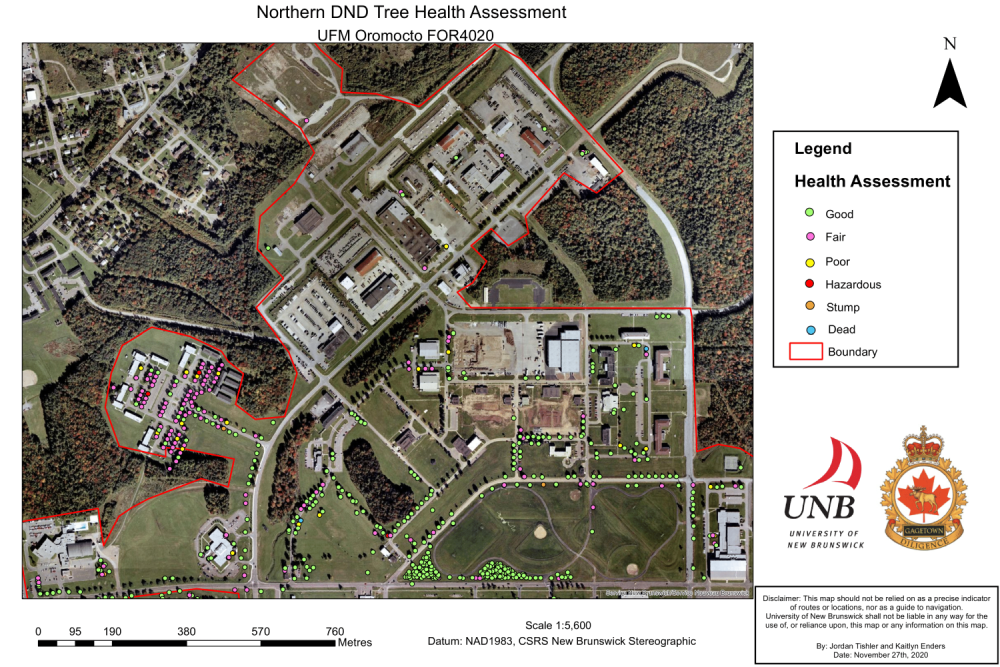 Northern DND Tree Health Assessment
UFM Oromocto FOR4020
N
Legend
Health Assessment
Good
Fair
Poor
Hazardous
Stump
Dead
Boundary
UNB
UNIVERSITY OF
NEW BRUNSWICK
GAGETOWN
DILIGENCE
0 95 190 380 570 760
Metres
Scale 1:5,600
Datum: NAD1983, CSRS New Brunswick Stereographic
Disclaimer: This map should not be relied on as a precise indicator
of routes or locations, nor as a guide to navigation.
University of New Brunswick shall not be liable in any way for the
use of, or reliance upon, this map or any information on this map.
By: Jordan Tishler and Kaitlyn Enders
Date: November 27th, 2020